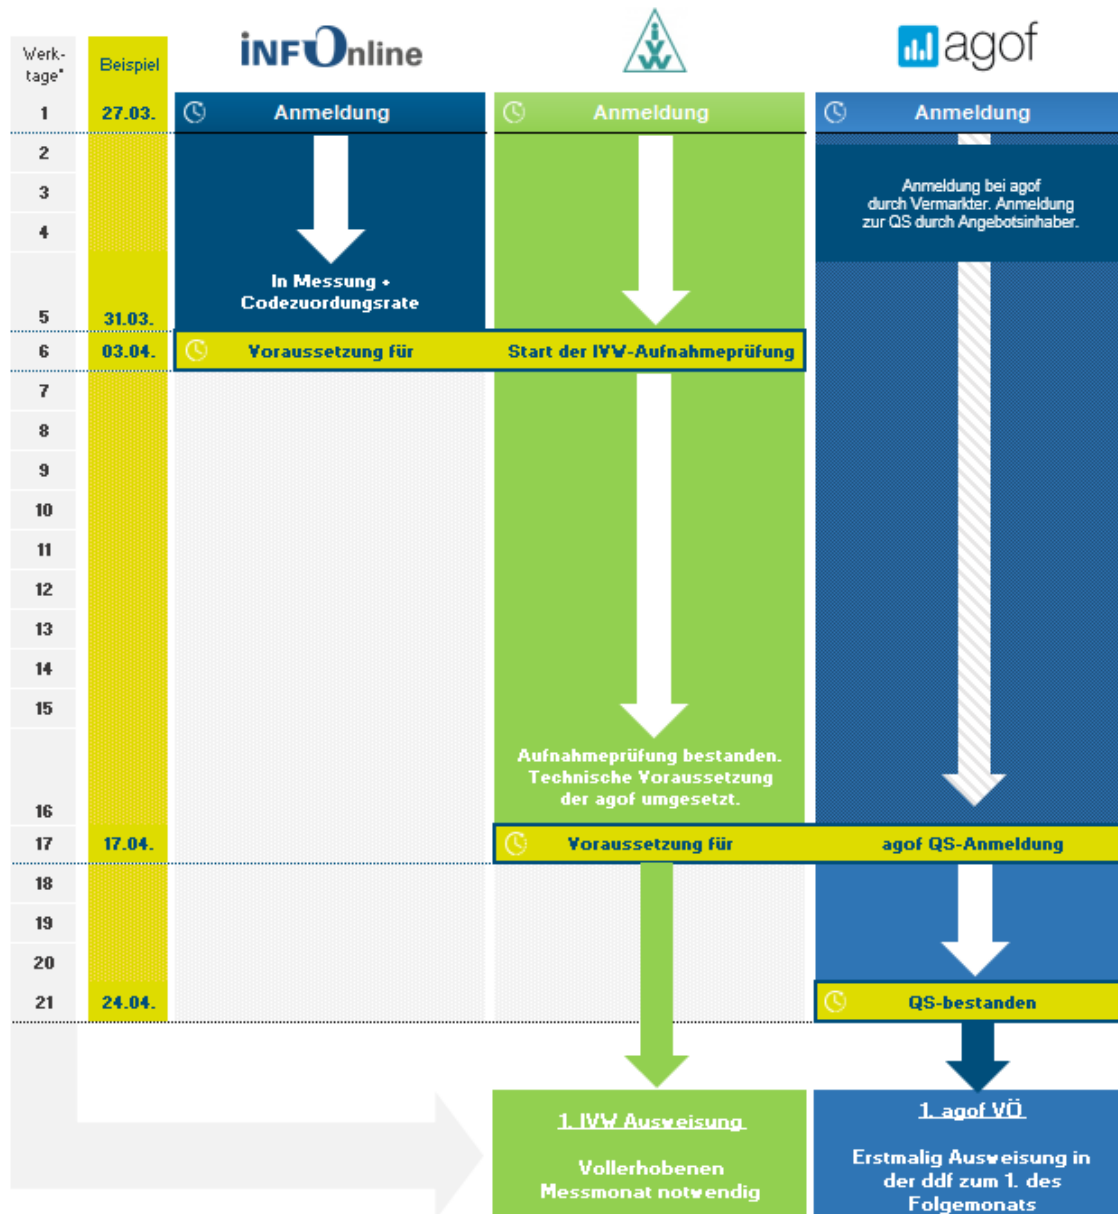 Werk-
tage*
Beispiel
iNFOnline
iVW
agof
1
27.03.
Anmeldung
Anmeldung
Anmeldung
2
3
4
Anmeldung bei agof
durch Vermarkter. Anmeldung
zur QS durch Angebotsinhaber.
In Messung +
Codezuordungsrate
5
31.03.
6
03.04.
Voraussetzung für
Start der IVW-Aufnahmeprüfung
7
8
9
10
11
12
13
14
15
Aufnahmeprüfung bestanden.
Technische Voraussetzung
der agof umgesetzt.
16
17
17.04.
Voraussetzung für
agof QS-Anmeldung
18
19
20
21
24.04.
QS-bestanden
1. IVW Ausweisung
Vollerhobenen
Messmonat notwendig
1. agof VÖ
Erstmalig Ausweisung in
der ddf zum 1. des
Folgemonats